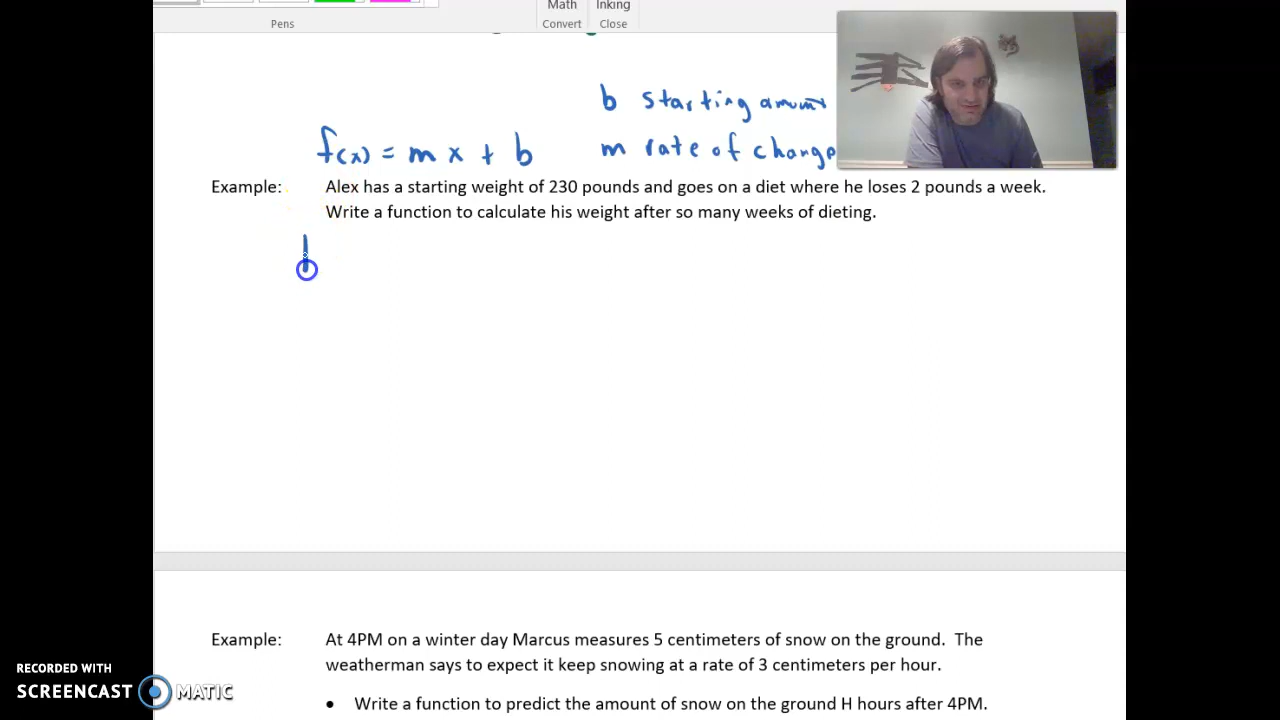 Pens
Math
Convert
Inking
Close
b starting amount
f(x) = m x + b
m rate of change
Example: Alex has a starting weight of 230 pounds and goes on a diet where he loses 2 pounds a week.
Write a function to calculate his weight after so many weeks of dieting.
Example: At 4PM on a winter day Marcus measures 5 centimeters of snow on the ground. The
weatherman says to expect it keep snowing at a rate of 3 centimeters per hour.
• Write a function to predict the amount of snow on the ground H hours after 4PM.
RECORDED WITH
SCREENCAST MATIC